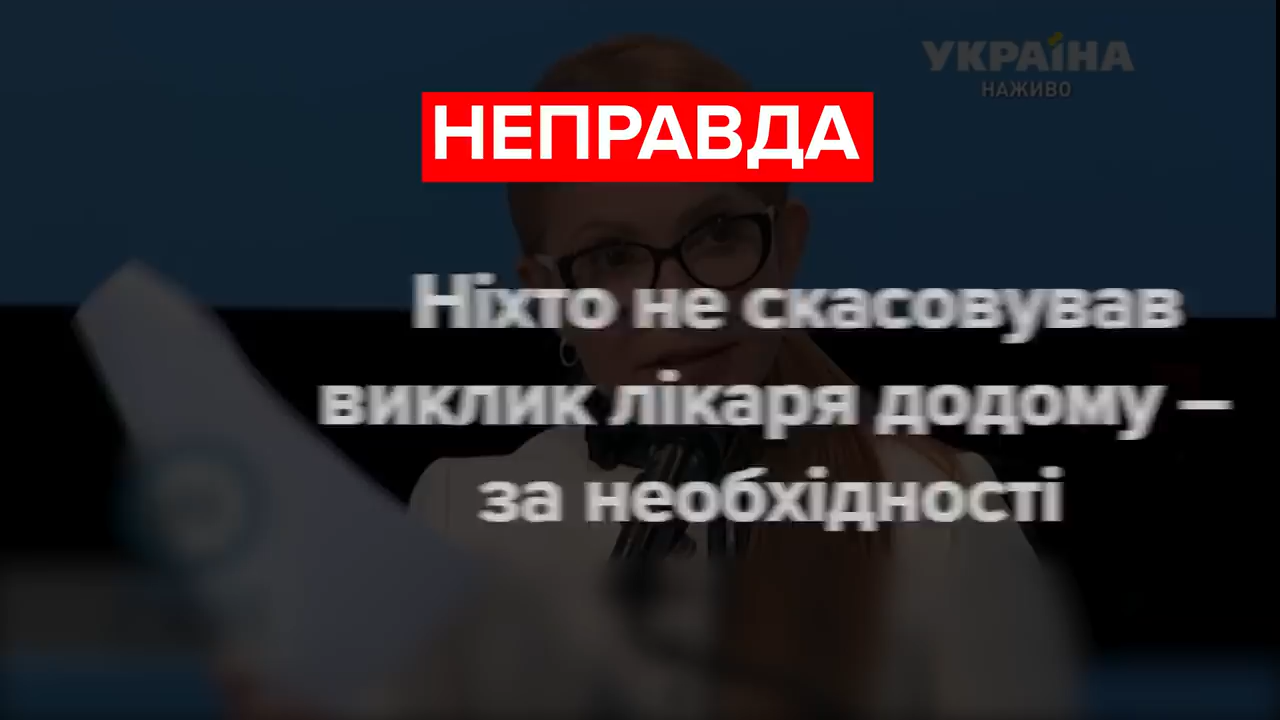 УКРАЇНА
НАЖИВО
НЕПРАВДА
Ніхто не скасовував
виклик лікаря додому –
за необхідності